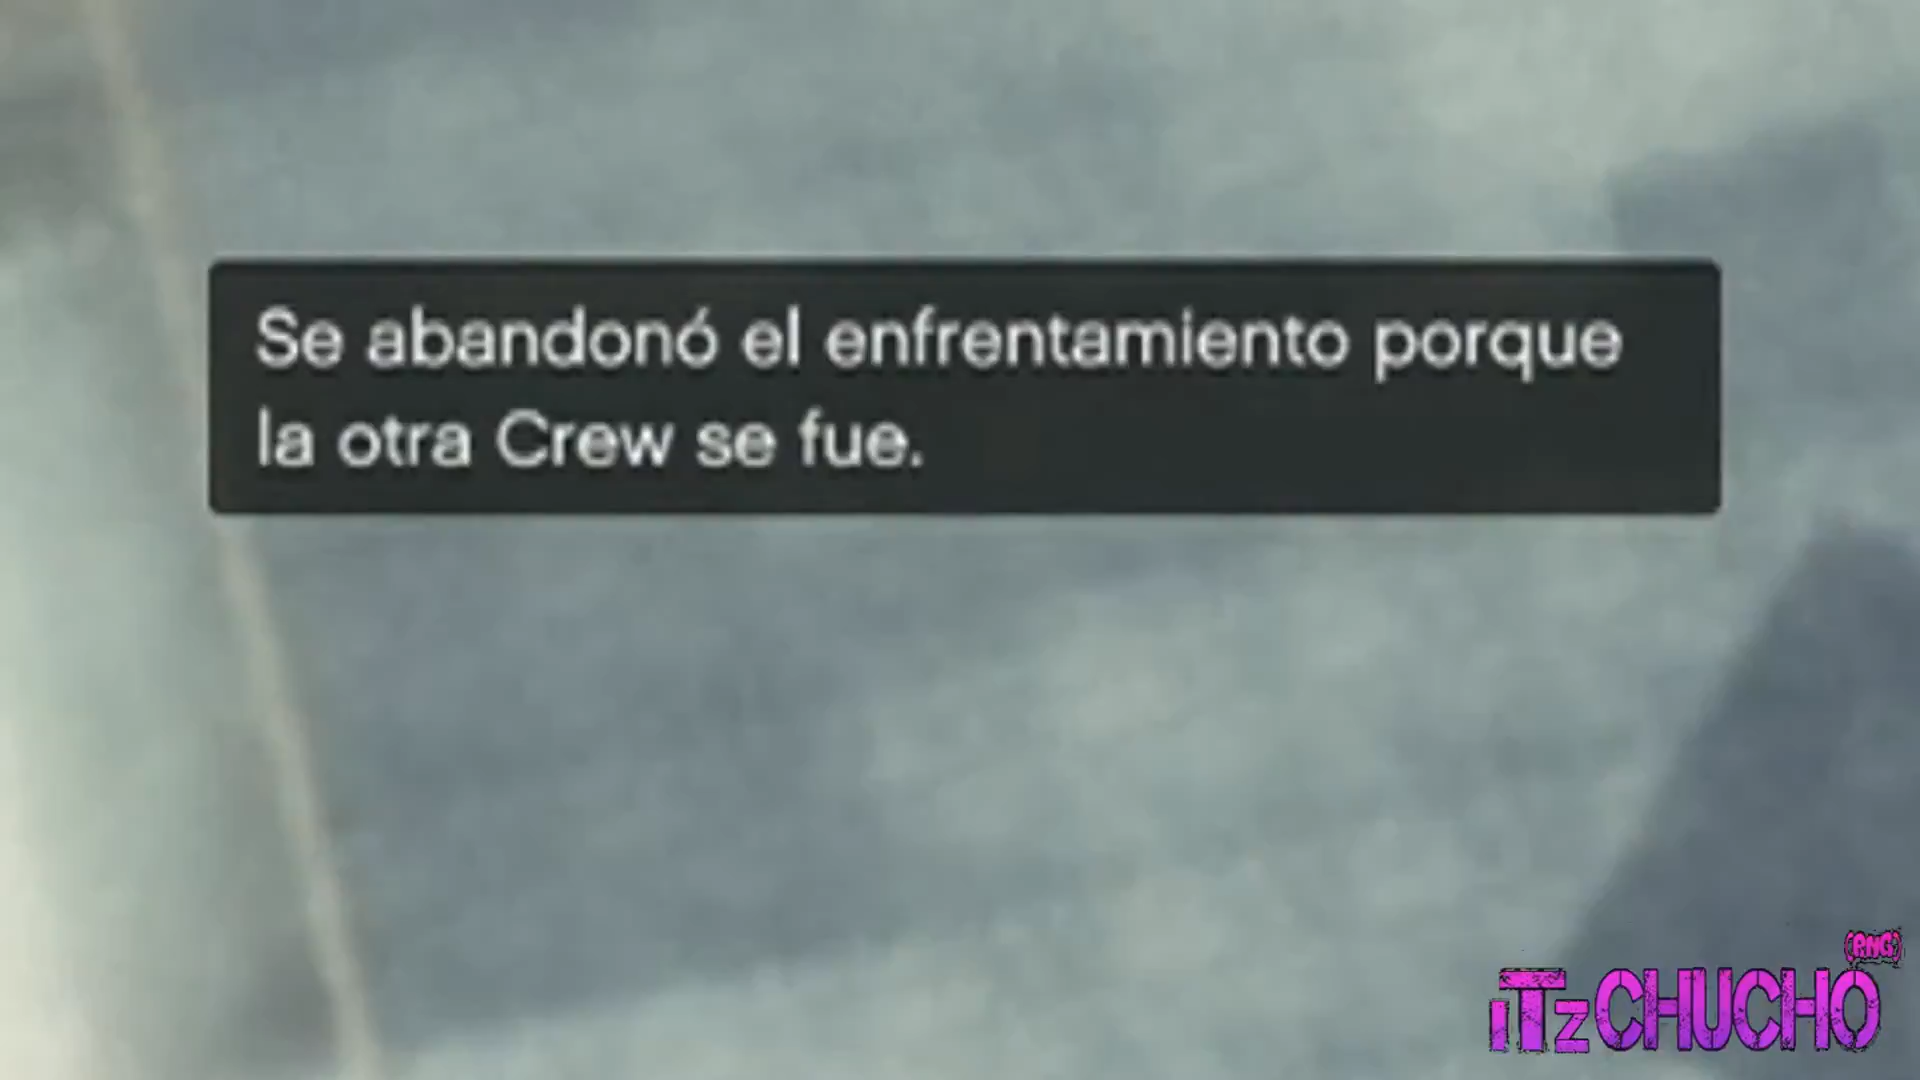 Se abandonó el enfrentamiento porque
la otra Crew se fue.
(RNG)
iTzCHUCHO